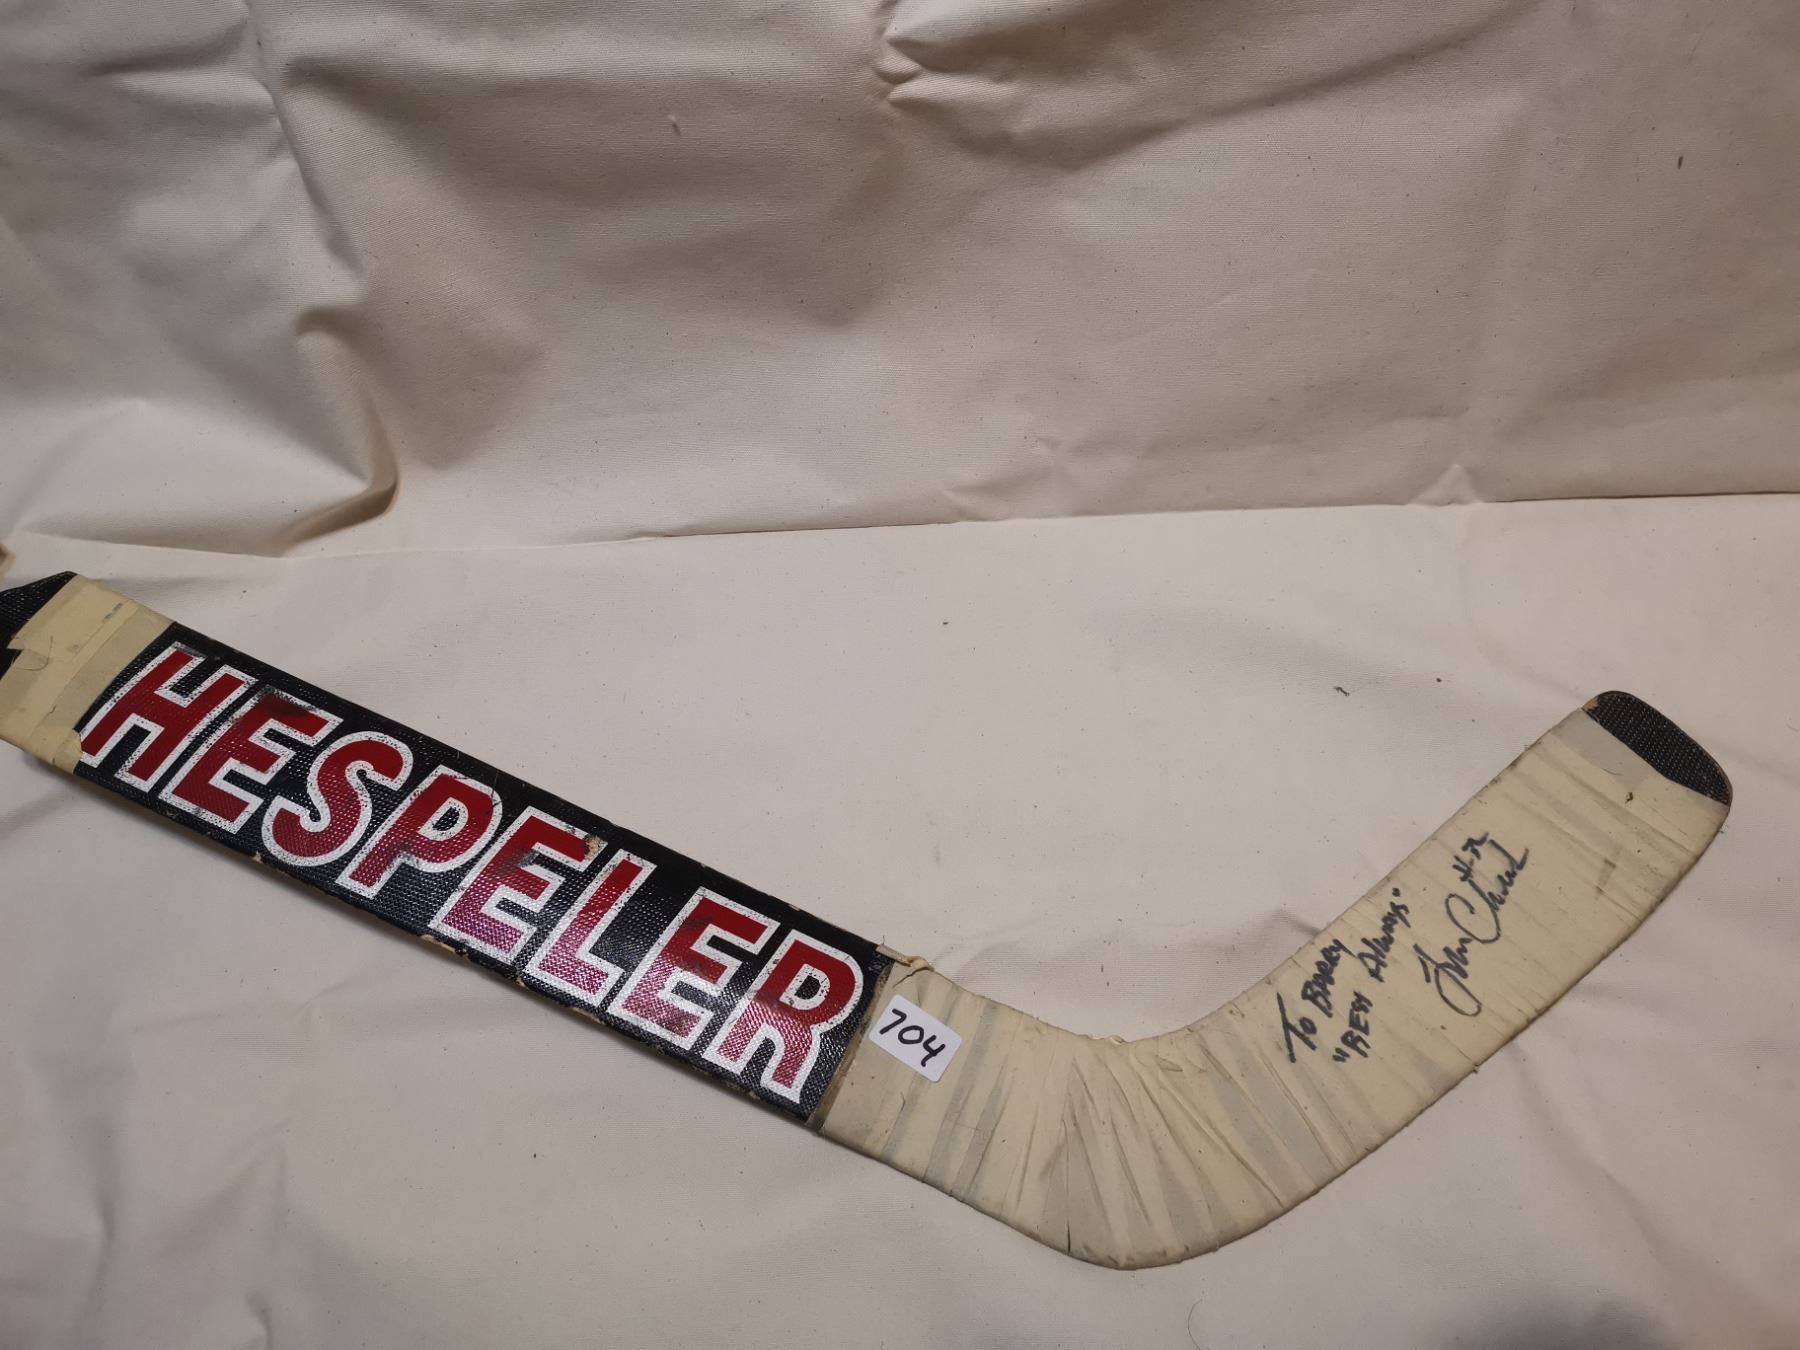 HESPELER
704
To BARRY
"BEST ALWAYS"